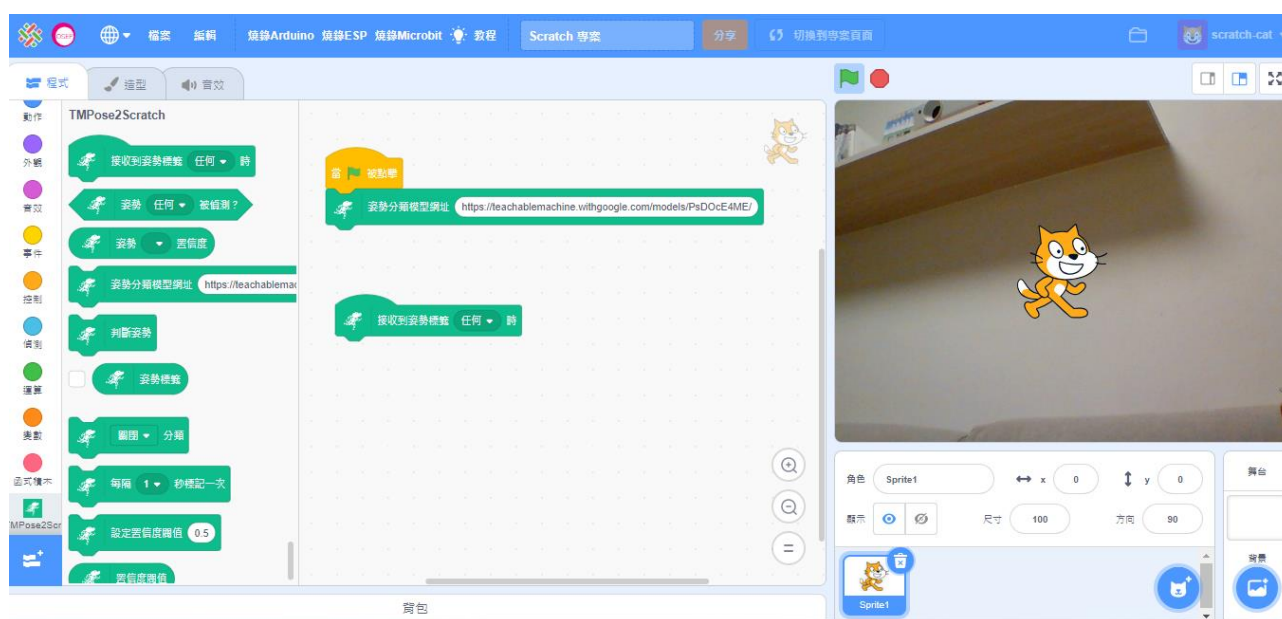 OSEP
檔案 編輯 燒錄Arduino 燒錄ESP 燒錄Microbit 教程 Scratch 專案 分享 切換到專案頁面 scratch-cat
程式 造型 音效
動作
外觀
音效
事件
控制
偵測
運算
變數
函式積木
TMPose2Scr
TMPose2Scratch
接收到姿勢標籤 任何 時
姿勢 任何 被偵測?
姿勢 置信度
姿勢分類模型網址 https://teachablemac
判斷姿勢
姿勢標籤
開閉 分類
每隔 1 秒標記一次
設定置信度閾值 0.5
置信度閾值
當 被點擊
姿勢分類模型網址 https://teachablemachine.withgoogle.com/models/PsDOcE4ME/
接收到姿勢標籤 任何 時
背包
角色 Sprite1 x 0 y 0
顯示 尺寸 100 方向 90
Sprite1
舞台
背景